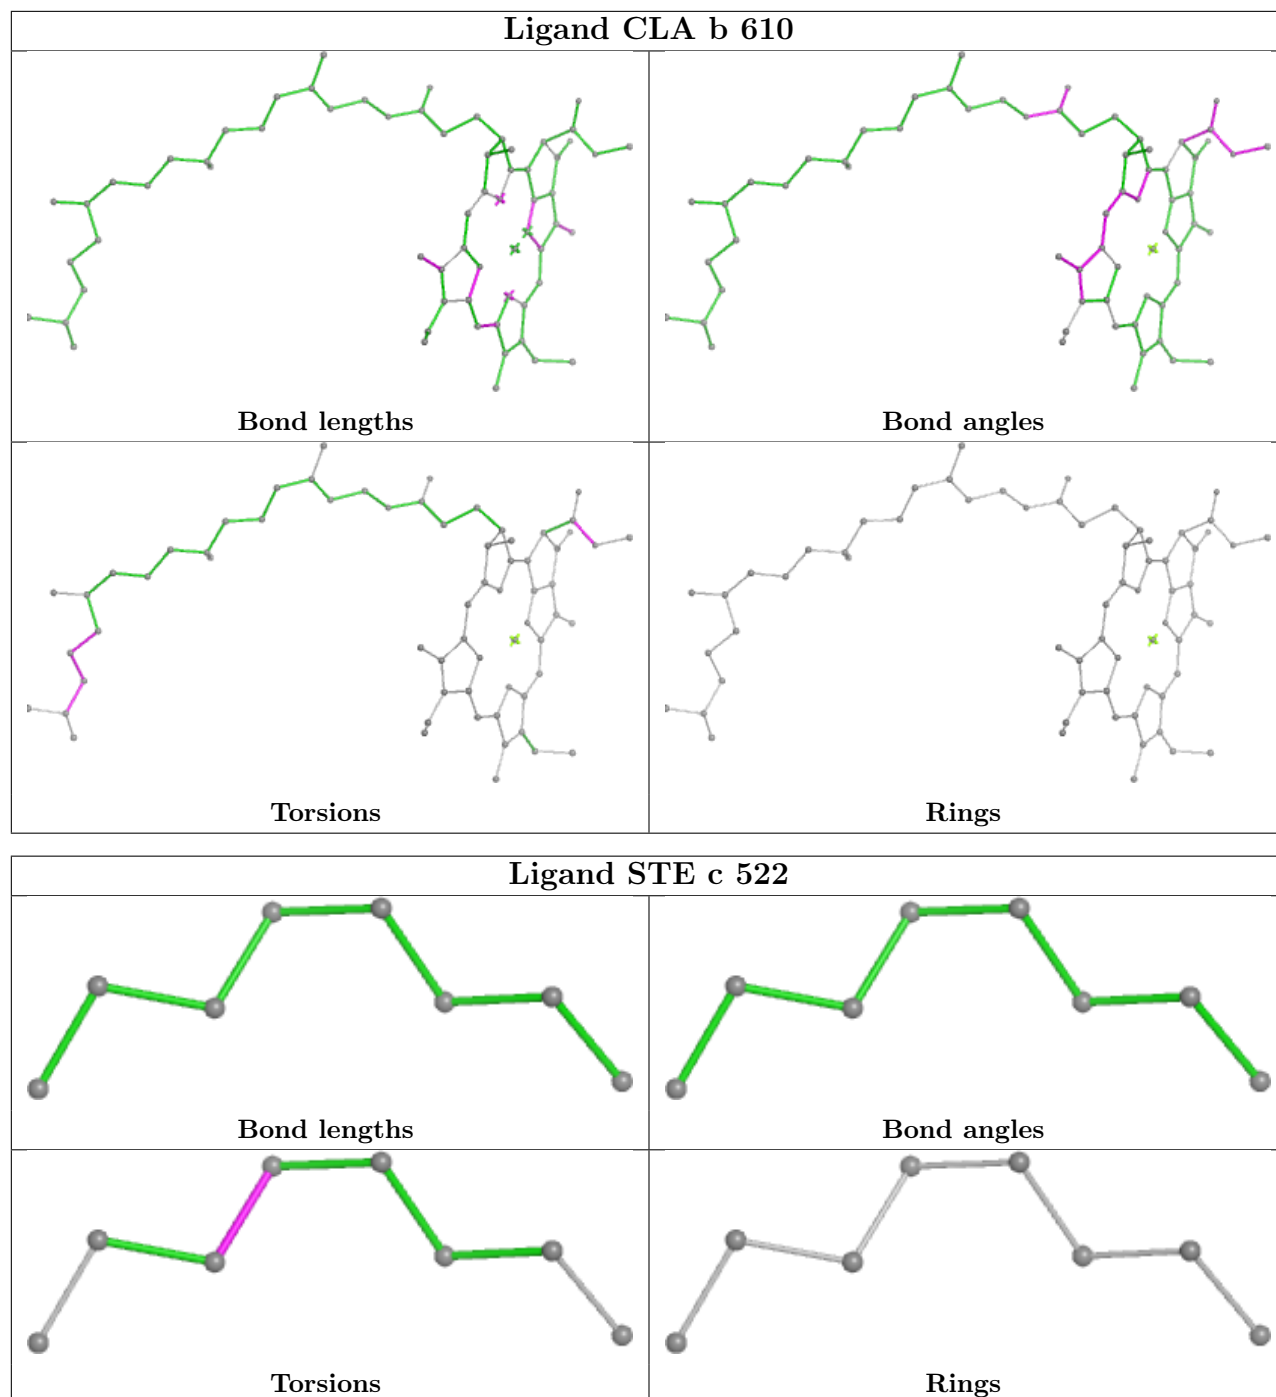 Ligand CLA b 610
Bond lengths
Bond angles
Torsions
Rings
Ligand STE c 522
Bond lengths
Bond angles
Torsions
Rings